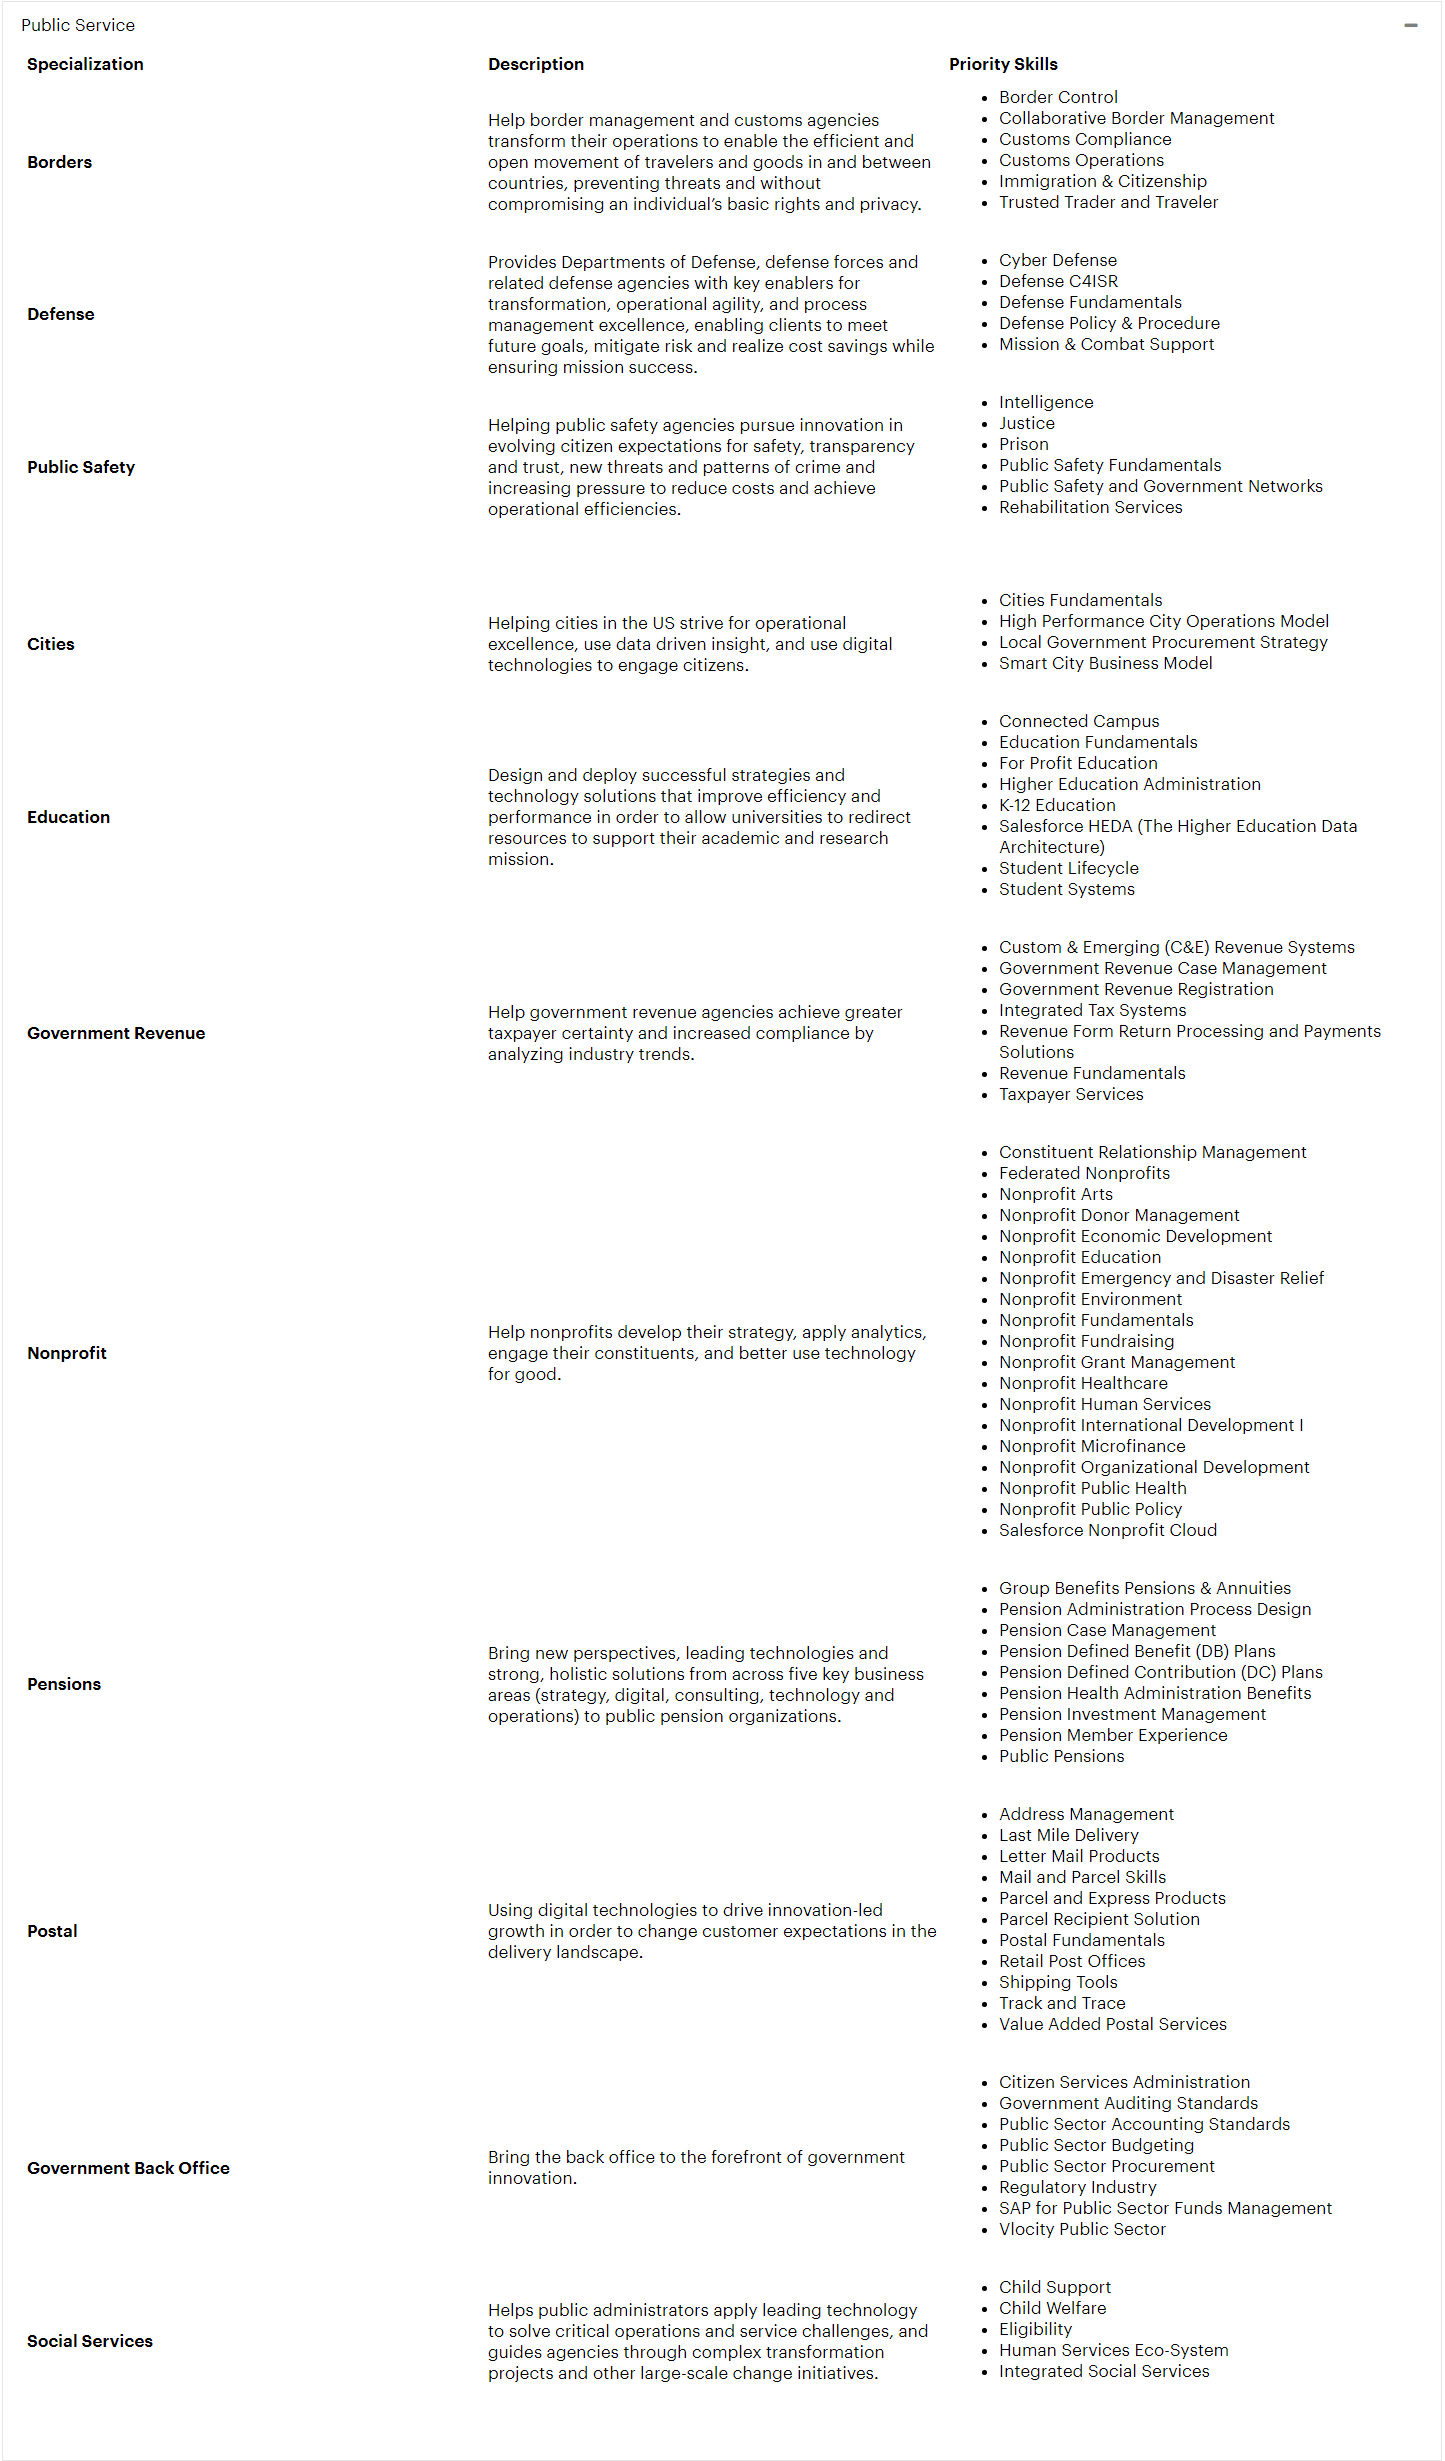 Public Service
Specialization Description Priority Skills
Borders
Help border management and customs agencies
transform their operations to enable the efficient and
open movement of travelers and goods in and between
countries, preventing threats and without
compromising an individual’s basic rights and privacy.
• Border Control
• Collaborative Border Management
• Customs Compliance
• Customs Operations
• Immigration & Citizenship
• Trusted Trader and Traveler
Defense
Provides Departments of Defense, defense forces and
related defense agencies with key enablers for
transformation, operational agility, and process
management excellence, enabling clients to meet
future goals, mitigate risk and realize cost savings while
ensuring mission success.
• Cyber Defense
• Defense C4ISR
• Defense Fundamentals
• Defense Policy & Procedure
• Mission & Combat Support
Public Safety
Helping public safety agencies pursue innovation in
evolving citizen expectations for safety, transparency
and trust, new threats and patterns of crime and
increasing pressure to reduce costs and achieve
operational efficiencies.
• Intelligence
• Justice
• Prison
• Public Safety Fundamentals
• Public Safety and Government Networks
• Rehabilitation Services
Cities
Helping cities in the US strive for operational
excellence, use data driven insight, and use digital
technologies to engage citizens.
• Cities Fundamentals
• High Performance City Operations Model
• Local Government Procurement Strategy
• Smart City Business Model
Education
Design and deploy successful strategies and
technology solutions that improve efficiency and
performance in order to allow universities to redirect
resources to support their academic and research
mission.
• Connected Campus
• Education Fundamentals
• For Profit Education
• Higher Education Administration
• K-12 Education
• Salesforce HEDA (The Higher Education Data
Architecture)
• Student Lifecycle
• Student Systems
Government Revenue
Help government revenue agencies achieve greater
taxpayer certainty and increased compliance by
analyzing industry trends.
• Custom & Emerging (C&E) Revenue Systems
• Government Revenue Case Management
• Government Revenue Registration
• Integrated Tax Systems
• Revenue Form Return Processing and Payments
Solutions
• Revenue Fundamentals
• Taxpayer Services
Nonprofit
Help nonprofits develop their strategy, apply analytics,
engage their constituents, and better use technology
for good.
• Constituent Relationship Management
• Federated Nonprofits
• Nonprofit Arts
• Nonprofit Donor Management
• Nonprofit Economic Development
• Nonprofit Education
• Nonprofit Emergency and Disaster Relief
• Nonprofit Environment
• Nonprofit Fundamentals
• Nonprofit Fundraising
• Nonprofit Grant Management
• Nonprofit Healthcare
• Nonprofit Human Services
• Nonprofit International Development I
• Nonprofit Microfinance
• Nonprofit Organizational Development
• Nonprofit Public Health
• Nonprofit Public Policy
• Salesforce Nonprofit Cloud
Pensions
Bring new perspectives, leading technologies and
strong, holistic solutions from across five key business
areas (strategy, digital, consulting, technology and
operations) to public pension organizations.
• Group Benefits Pensions & Annuities
• Pension Administration Process Design
• Pension Case Management
• Pension Defined Benefit (DB) Plans
• Pension Defined Contribution (DC) Plans
• Pension Health Administration Benefits
• Pension Investment Management
• Pension Member Experience
• Public Pensions
Postal
Using digital technologies to drive innovation-led
growth in order to change customer expectations in the
delivery landscape.
• Address Management
• Last Mile Delivery
• Letter Mail Products
• Mail and Parcel Skills
• Parcel and Express Products
• Parcel Recipient Solution
• Postal Fundamentals
• Retail Post Offices
• Shipping Tools
• Track and Trace
• Value Added Postal Services
Government Back Office
Bring the back office to the forefront of government
innovation.
• Citizen Services Administration
• Government Auditing Standards
• Public Sector Accounting Standards
• Public Sector Budgeting
• Public Sector Procurement
• Regulatory Industry
• SAP for Public Sector Funds Management
• Vlocity Public Sector
Social Services
Helps public administrators apply leading technology
to solve critical operations and service challenges, and
guides agencies through complex transformation
projects and other large-scale change initiatives.
• Child Support
• Child Welfare
• Eligibility
• Human Services Eco-System
• Integrated Social Services